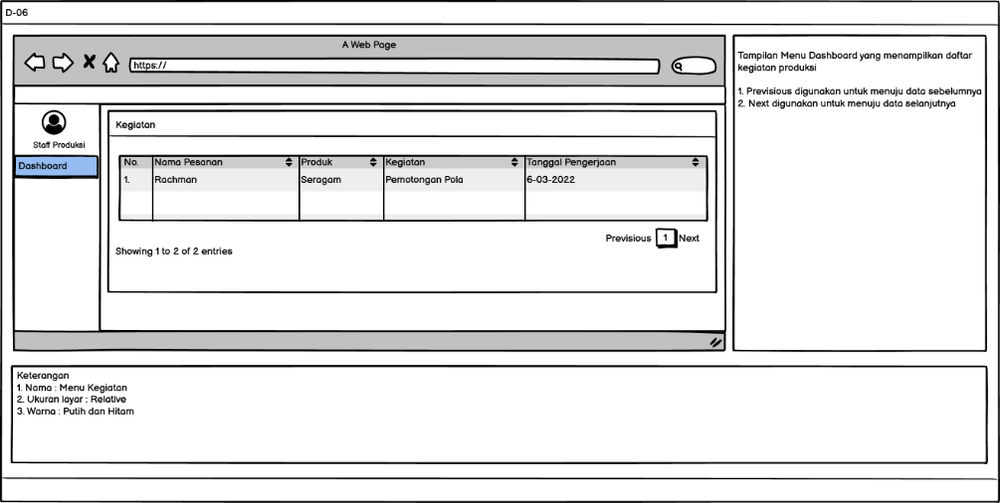 D-06
A Web Page
https://
Staff Produksi
Dashboard
Kegiatan
No. Nama Pesanan Produk Kegiatan Tanggal Pengerjaan
1. Rachman Seragam Pemotongan Pola 6-03-2022
Previsious 1 Next
Showing 1 to 2 of 2 entries
Tampilan Menu Dashboard yang menampilkan daftar
kegiatan produksi
1. Previsious digunakan untuk menuju data sebelumnya
2. Next digunakan untuk menuju data selanjutnya
Keterangan
1. Nama : Menu Kegiatan
2. Ukuran layar : Relative
3. Warna : Putih dan Hitam